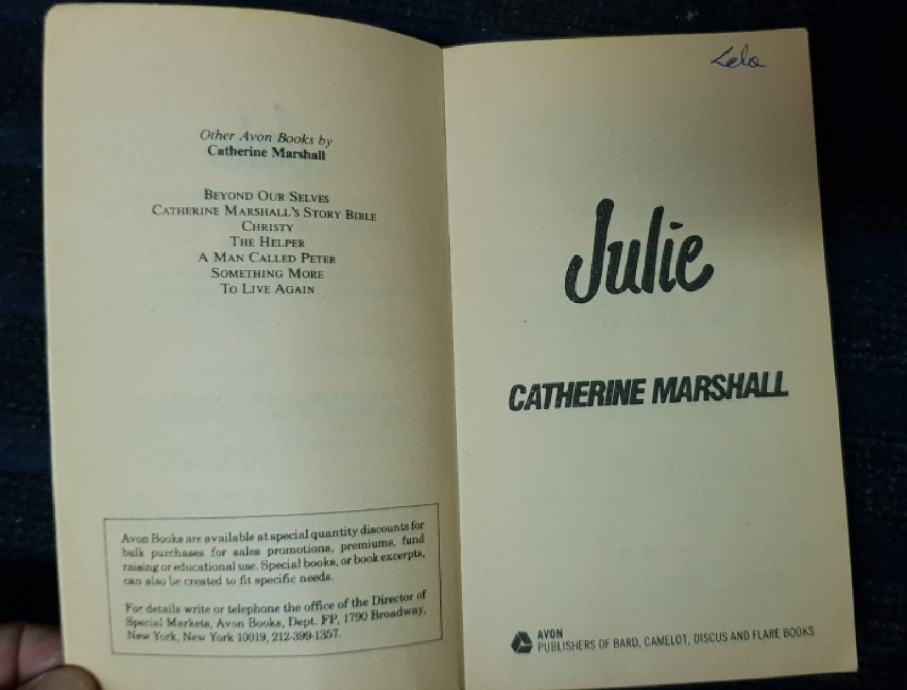 Other Avon Books by
Catherine Marshall
BEYOND OUR SELVES
CATHERINE MARSHALL'S STORY BIBLE
CHRISTY
THE HELPER
A MAN CALLED PETER
SOMETHING MORE
TO LIVE AGAIN
Avon Books are available at special quantity discounts for
bulk purchases for sales promotions, premiums, fund
raising or educational use. Special books, or book excerpts,
can also be created to fit specific needs.
For details write or telephone the office of the Director of
Special Markets, Avon Books, Dept. FP, 1790 Broadway,
New York, New York 10019, 212-399-1357.
Lela
Julie
CATHERINE MARSHALL
AVON
PUBLISHERS OF BARD, CAMELOT, DISCUS AND FLARE BOOKS